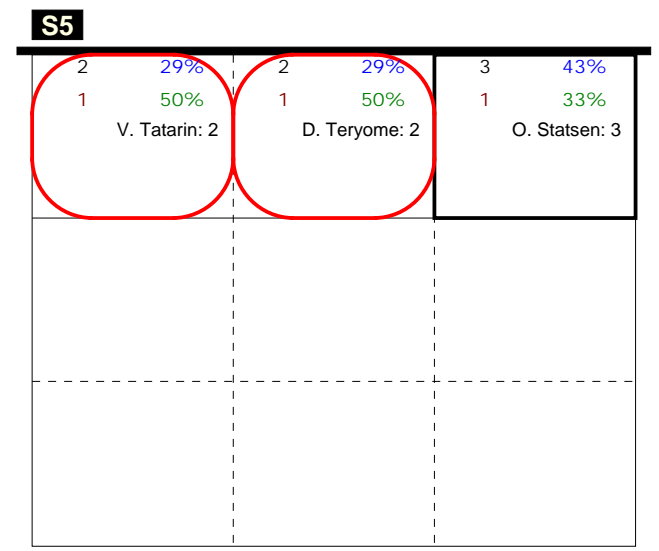 S5
2 29% 2 29% 3 43%
1 50% 1 50% 1 33%
V. Tatarin: 2 D. Teryome: 2 O. Statsen: 3